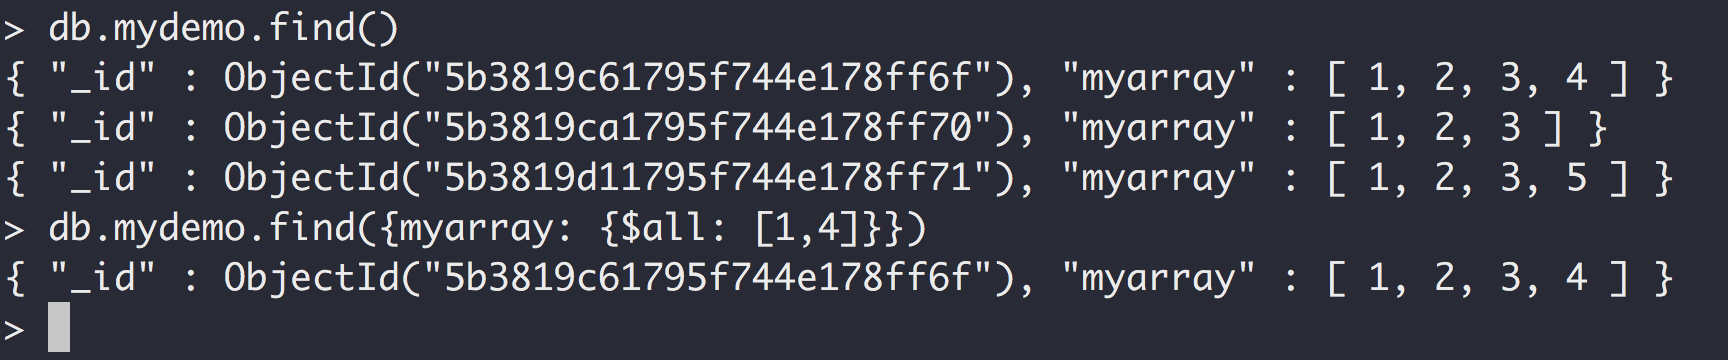 > db.mydemo.find()
{ "_id" : ObjectId("5b3819c61795f744e178ff6f"), "myarray" : [ 1, 2, 3, 4 ] }
{ "_id" : ObjectId("5b3819ca1795f744e178ff70"), "myarray" : [ 1, 2, 3 ] }
{ "_id" : ObjectId("5b3819d11795f744e178ff71"), "myarray" : [ 1, 2, 3, 5 ] }
> db.mydemo.find({myarray: {$all: [1,4]}})
{ "_id" : ObjectId("5b3819c61795f744e178ff6f"), "myarray" : [ 1, 2, 3, 4 ] }
>